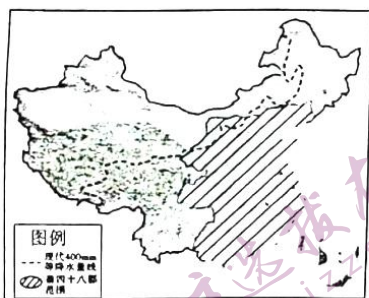 图例
现代400mm
等降水量线
秦四十八郡
范围